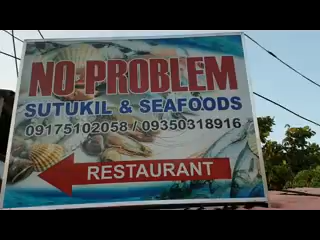 NO PROBLEM
SUTUKIL & SEAFOODS
09175102058 / 09350318916
RESTAURANT